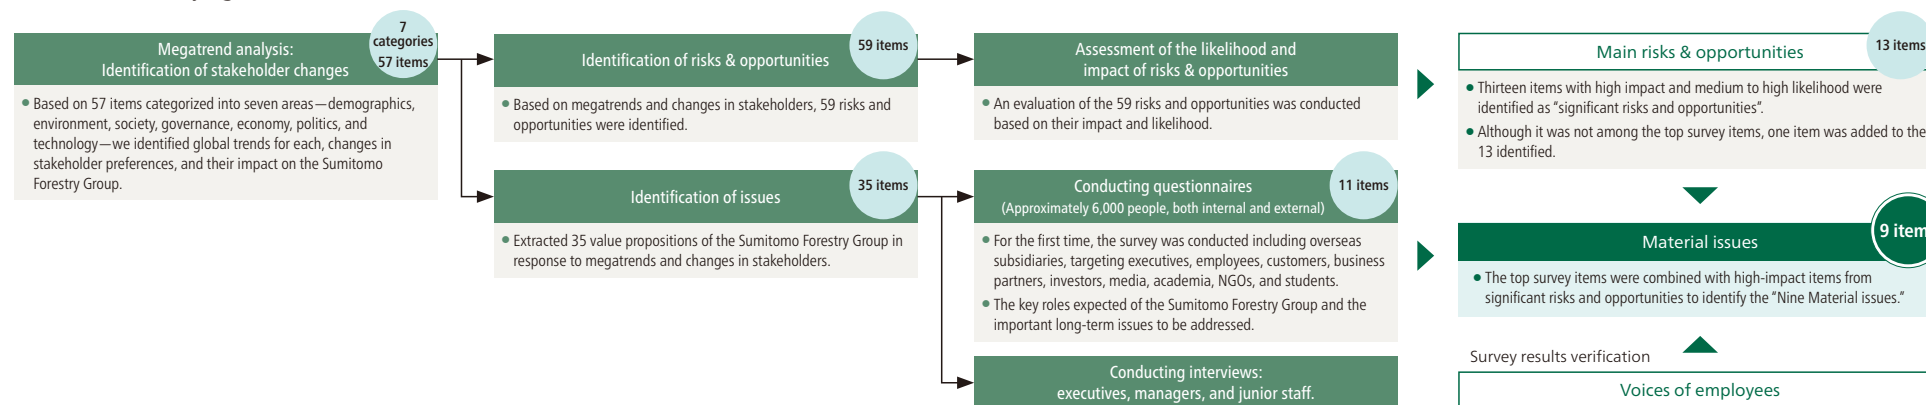 7
categories
57 items
Megatrend analysis:
Identification of stakeholder changes
• Based on 57 items categorized into seven areas—demographics,
environment, society, governance, economy, politics, and
technology—we identified global trends for each, changes in
stakeholder preferences, and their impact on the Sumitomo
Forestry Group.
59 items
Identification of risks & opportunities
• Based on megatrends and changes in stakeholders, 59 risks and
opportunities were identified.
35 items
Identification of issues
• Extracted 35 value propositions of the Sumitomo Forestry Group in
response to megatrends and changes in stakeholders.
Assessment of the likelihood and
impact of risks & opportunities
• An evaluation of the 59 risks and opportunities was conducted
based on their impact and likelihood.
11 items
Conducting questionnaires
(Approximately 6,000 people, both internal and external)
• For the first time, the survey was conducted including overseas
subsidiaries, targeting executives, employees, customers, business
partners, investors, media, academia, NGOs, and students.
• The key roles expected of the Sumitomo Forestry Group and the
important long-term issues to be addressed.
Conducting interviews:
executives, managers, and junior staff.
13 items
Main risks & opportunities
• Thirteen items with high impact and medium to high likelihood were
identified as "significant risks and opportunities".
• Although it was not among the top survey items, one item was added to the
13 identified.
9 item
Material issues
• The top survey items were combined with high-impact items from
significant risks and opportunities to identify the "Nine Material issues."
Survey results verification
Voices of employees